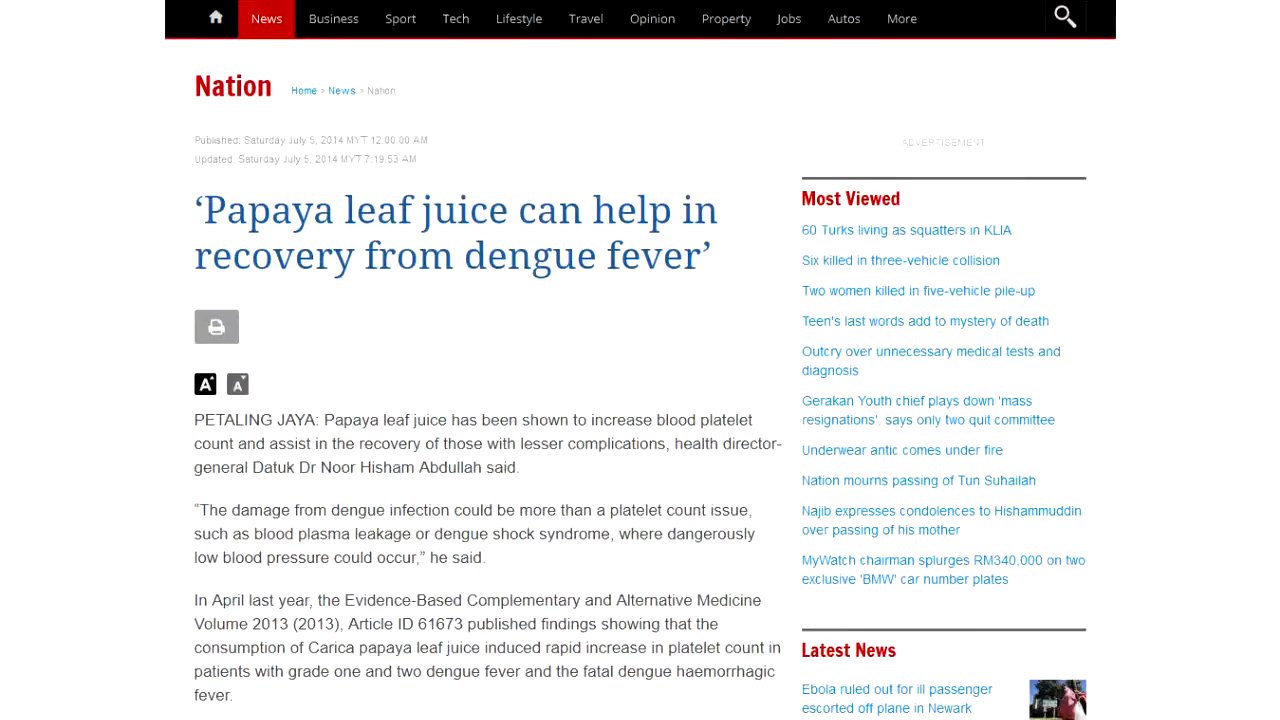 News Business Sport Tech Lifestyle Travel Opinion Property Jobs Autos More
Nation
Home > News > Nation
Published: Saturday July 5, 2014 MYT 12:00:00 AM
Updated: Saturday July 5, 2014 MYT 7:19:53 AM
‘Papaya leaf juice can help in
recovery from dengue fever’
A A
PETALING JAYA: Papaya leaf juice has been shown to increase blood platelet
count and assist in the recovery of those with lesser complications, health director-
general Datuk Dr Noor Hisham Abdullah said.
“The damage from dengue infection could be more than a platelet count issue,
such as blood plasma leakage or dengue shock syndrome, where dangerously
low blood pressure could occur,” he said.
In April last year, the Evidence-Based Complementary and Alternative Medicine
Volume 2013 (2013), Article ID 61673 published findings showing that the
consumption of Carica papaya leaf juice induced rapid increase in platelet count in
patients with grade one and two dengue fever and the fatal dengue haemorrhagic
fever.
ADVERTISEMENT
Most Viewed
60 Turks living as squatters in KLIA
Six killed in three-vehicle collision
Two women killed in five-vehicle pile-up
Teen's last words add to mystery of death
Outcry over unnecessary medical tests and
diagnosis
Gerakan Youth chief plays down 'mass
resignations', says only two quit committee
Underwear antic comes under fire
Nation mourns passing of Tun Suhailah
Najib expresses condolences to Hishammuddin
over passing of his mother
MyWatch chairman splurges RM340,000 on two
exclusive 'BMW' car number plates
Latest News
Ebola ruled out for ill passenger
escorted off plane in Newark